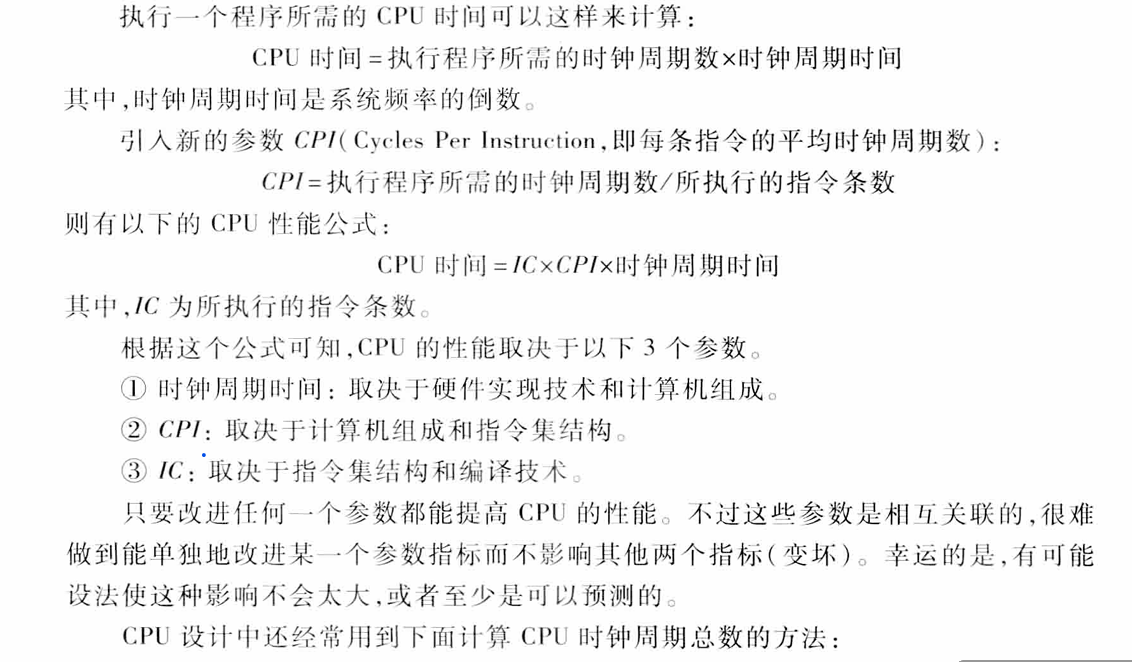 执行一个程序所需的 CPU 时间可以这样来计算：
CPU 时间=执行程序所需的时钟周期数×时钟周期时间
其中,时钟周期时间是系统频率的倒数。
引入新的参数 CPI(Cycles Per Instruction,即每条指令的平均时钟周期数)：
CPI=执行程序所需的时钟周期数/所执行的指令条数
则有以下的 CPU 性能公式：
CPU 时间=IC×CPI×时钟周期时间
其中,IC 为所执行的指令条数。
根据这个公式可知,CPU 的性能取决于以下 3 个参数。
① 时钟周期时间：取决于硬件实现技术和计算机组成。
② CPI：取决于计算机组成和指令集结构。
③ IC：取决于指令集结构和编译技术。
只要改进任何一个参数都能提高 CPU 的性能。不过这些参数是相互关联的,很难
做到能单独地改进某一个参数指标而不影响其他两个指标(变坏)。幸运的是,有可能
设法使这种影响不会太大,或者至少是可以预测的。
CPU 设计中还经常用到下面计算 CPU 时钟周期总数的方法：